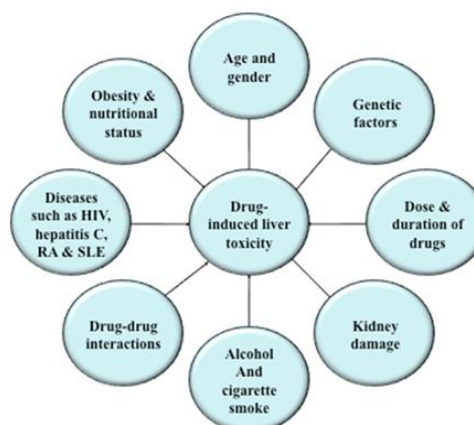 Age and
gender
Obesity &
nutritional
status
Genetic
factors
Diseases
such as HIV,
hepatitis C,
RA & SLE
Drug-
induced liver
toxicity
Dose &
duration of
drugs
Drug-drug
interactions
Kidney
damage
Alcohol
And
cigarette
smoke